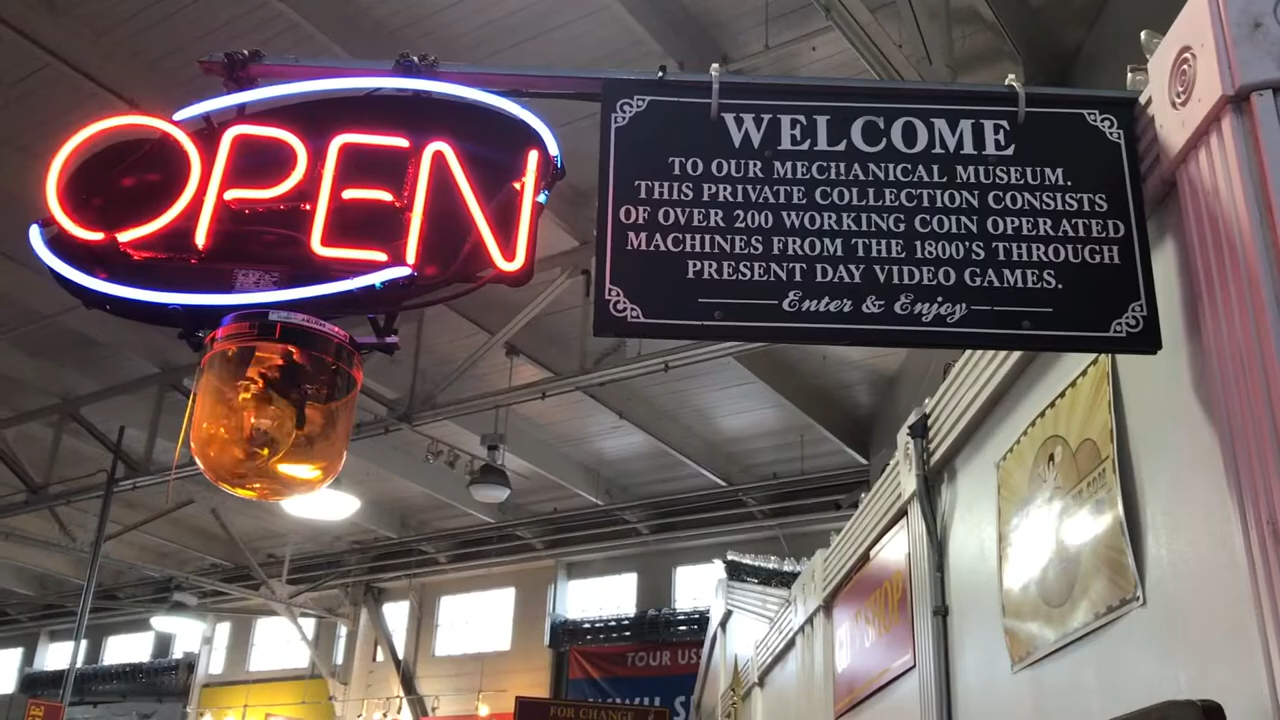 OPEN
WELCOME
TO OUR MECHANICAL MUSEUM.
THIS PRIVATE COLLECTION CONSISTS
OF OVER 200 WORKING COIN OPERATED
MACHINES FROM THE 1800'S THROUGH
PRESENT DAY VIDEO GAMES.
Enter & Enjoy
SHOP
TOUR USS
FOR CHANGE